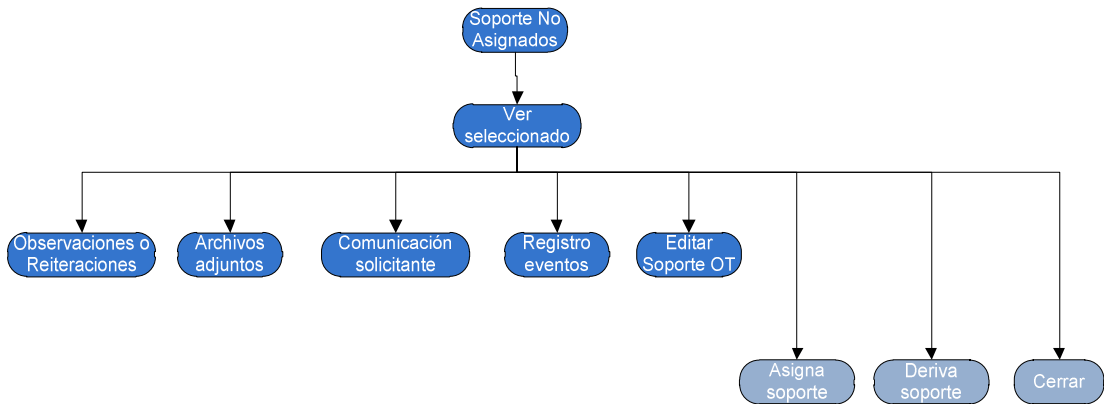 Soporte No
Asignados
Ver
seleccionado
Observaciones o
Reiteraciones
Archivos
adjuntos
Comunicación
solicitante
Registro
eventos
Editar
Soporte OT
Asigna
soporte
Deriva
soporte
Cerrar